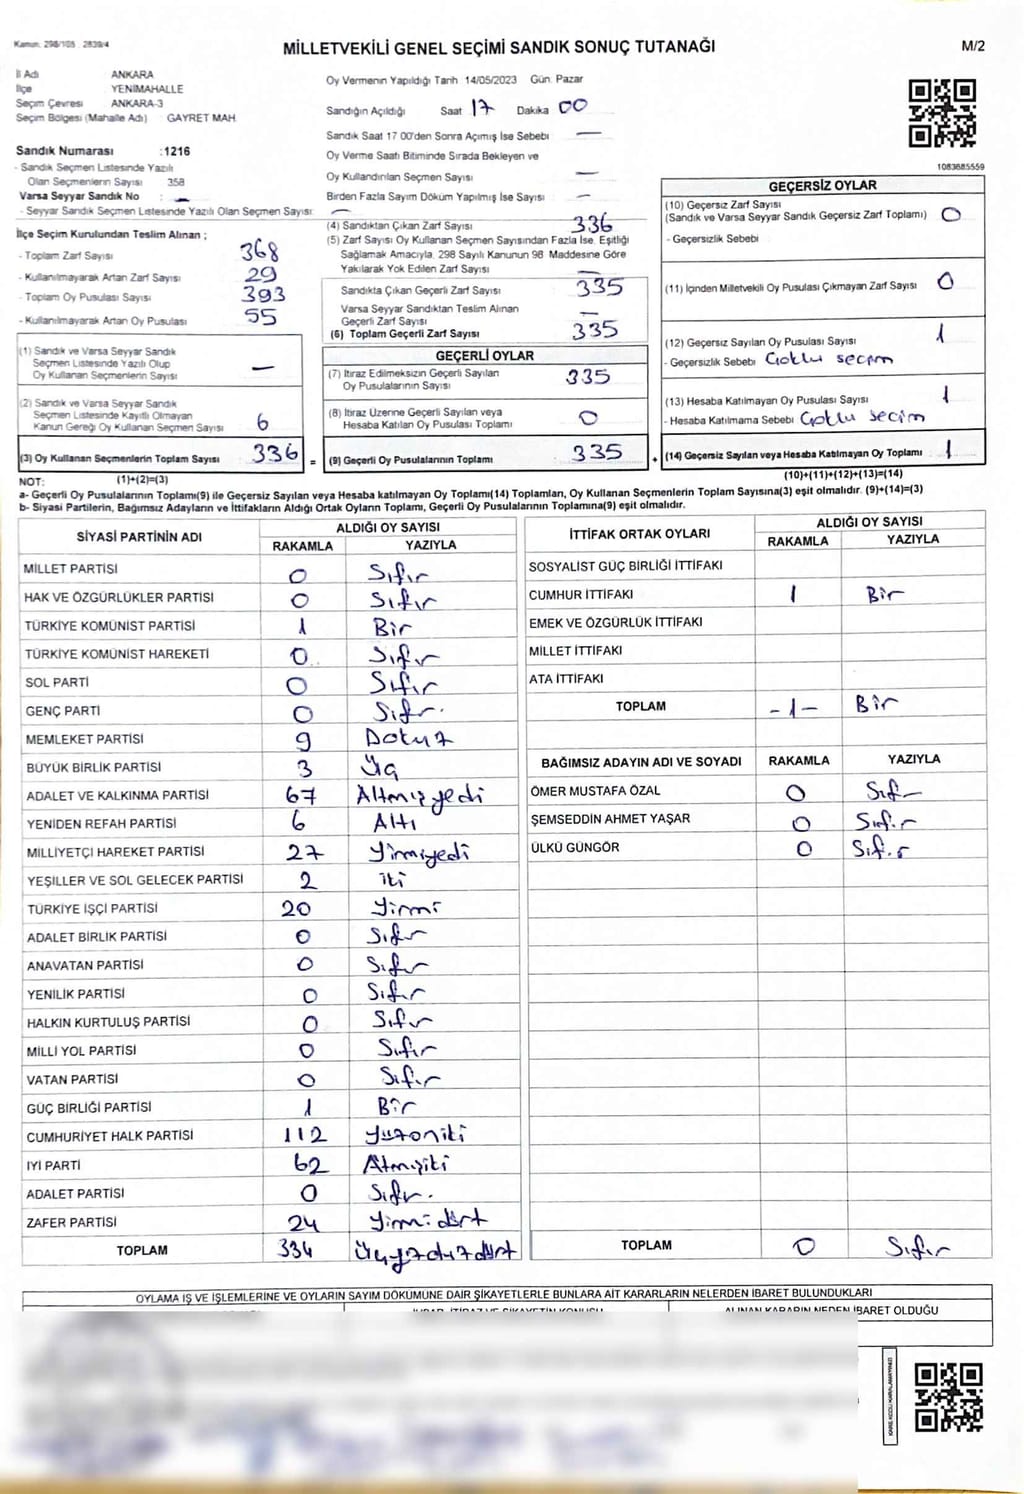 Kanun: 298/105 : 2839/4
MİLLETVEKİLİ GENEL SEÇİMİ SANDIK SONUÇ TUTANAĞI
M/2
İl Adı ANKARA
İlçe YENİMAHALLE
Seçim Çevresi ANKARA-3
Seçim Bölgesi (Mahalle Adı) GAYRET MAH.
Sandık Numarası :1216
- Sandık Seçmen Listesinde Yazılı
Olan Seçmenlerin Sayısı 358
Varsa Seyyar Sandık No : —
- Seyyar Sandık Seçmen Listesinde Yazılı Olan Seçmen Sayısı: —
İlçe Seçim Kurulundan Teslim Alınan ;
- Toplam Zarf Sayısı 368
- Kullanılmayarak Artan Zarf Sayısı 29
- Toplam Oy Pusulası Sayısı 393
- Kullanılmayarak Artan Oy Pusulası 55
(1) Sandık ve Varsa Seyyar Sandık
Seçmen Listesinde Yazılı Olup
Oy Kullanan Seçmenlerin Sayısı —
(2) Sandık ve Varsa Seyyar Sandık
Seçmen Listesinde Kayıtlı Olmayan
Kanun Gereği Oy Kullanan Seçmen Sayısı 6
(3) Oy Kullanan Seçmenlerin Toplam Sayısı 336 =
Oy Vermenin Yapıldığı Tarih 14/05/2023 Gün: Pazar
Sandığın Açıldığı Saat 17 Dakika 00
Sandık Saat 17 00'den Sonra Açımış İse Sebebi —
Oy Verme Saati Bitiminde Sırada Bekleyen ve
Oy Kullandırılan Seçmen Sayısı —
Birden Fazla Sayım Döküm Yapılmış İse Sayısı : —
(4) Sandıktan Çıkan Zarf Sayısı 336
(5) Zarf Sayısı Oy Kullanan Seçmen Sayısından Fazla İse, Eşitliği
Sağlamak Amacıyla, 298 Sayılı Kanunun 98. Maddesine Göre
Yakılarak Yok Edilen Zarf Sayısı —
Sandıkta Çıkan Geçerli Zarf Sayısı 335
Varsa Seyyar Sandıktan Teslim Alınan
Geçerli Zarf Sayısı —
(6) Toplam Geçerli Zarf Sayısı 335
GEÇERLİ OYLAR
(7) İtiraz Edilmeksizin Geçerli Sayılan
Oy Pusulalarının Sayısı 335
(8) İtiraz Üzerine Geçerli Sayılan veya
Hesaba Katılan Oy Pusulası Toplamı 0
(9) Geçerli Oy Pusulalarının Toplamı 335 +
1083685559
GEÇERSİZ OYLAR
(10) Geçersiz Zarf Sayısı
(Sandık ve Varsa Seyyar Sandık Geçersiz Zarf Toplamı) 0
- Geçersizlik Sebebi
(11) İçinden Milletvekili Oy Pusulası Çıkmayan Zarf Sayısı 0
(12) Geçersiz Sayılan Oy Pusulası Sayısı 1
- Geçersizlik Sebebi Çoklu seçim
(13) Hesaba Katılmayan Oy Pusulası Sayısı 1
- Hesaba Katılmama Sebebi Çoklu seçim
(14) Geçersiz Sayılan veya Hesaba Katılmayan Oy Toplamı 1
NOT: (1)+(2)=(3) (10)+(11)+(12)+(13)=(14)
a- Geçerli Oy Pusulalarının Toplamı(9) ile Geçersiz Sayılan veya Hesaba katılmayan Oy Toplamı(14) Toplamları, Oy Kullanan Seçmenlerin Toplam Sayısına(3) eşit olmalıdır. (9)+(14)=(3)
b- Siyasi Partilerin, Bağımsız Adayların ve İttifakların Aldığı Ortak Oyların Toplamı, Geçerli Oy Pusulalarının Toplamına(9) eşit olmalıdır.
SİYASİ PARTİNİN ADI ALDIĞI OY SAYISI
RAKAMLA YAZIYLA
MİLLET PARTİSİ 0 Sıfır
HAK VE ÖZGÜRLÜKLER PARTİSİ 0 Sıfır
TÜRKİYE KOMÜNİST PARTİSİ 1 Bir
TÜRKİYE KOMÜNİST HAREKETİ 0 Sıfır
SOL PARTİ 0 Sıfır
GENÇ PARTİ 0 Sıfır.
MEMLEKET PARTİSİ 9 Dokuz
BÜYÜK BİRLİK PARTİSİ 3 Üç
ADALET VE KALKINMA PARTİSİ 67 Altmışyedi
YENİDEN REFAH PARTİSİ 6 Altı
MİLLİYETÇİ HAREKET PARTİSİ 27 Yirmiyedi
YEŞİLLER VE SOL GELECEK PARTİSİ 2 iki
TÜRKİYE İŞÇİ PARTİSİ 20 Yirmi
ADALET BİRLİK PARTİSİ 0 Sıfır
ANAVATAN PARTİSİ 0 Sıfır
YENİLİK PARTİSİ 0 Sıfır
HALKIN KURTULUŞ PARTİSİ 0 Sıfır
MİLLİ YOL PARTİSİ 0 Sıfır
VATAN PARTİSİ 0 Sıfır
GÜÇ BİRLİĞİ PARTİSİ 1 Bir
CUMHURİYET HALK PARTİSİ 112 Yüzoniki
İYİ PARTİ 62 Atmışiki
ADALET PARTİSİ 0 Sıfır.
ZAFER PARTİSİ 24 Yirmidört
TOPLAM 334 Üçyüzotuzdört
İTTİFAK ORTAK OYLARI ALDIĞI OY SAYISI
RAKAMLA YAZIYLA
SOSYALİST GÜÇ BİRLİĞİ İTTİFAKI
CUMHUR İTTİFAKI 1 Bir
EMEK VE ÖZGÜRLÜK İTTİFAKI
MİLLET İTTİFAKI
ATA İTTİFAKI
TOPLAM -1- Bir
BAĞIMSIZ ADAYIN ADI VE SOYADI RAKAMLA YAZIYLA
ÖMER MUSTAFA ÖZAL 0 Sıfır
ŞEMSEDDİN AHMET YAŞAR 0 Sıfır
ÜLKÜ GÜNGÖR 0 Sıfır
TOPLAM 0 Sıfır
OYLAMA İŞ VE İŞLEMLERİNE VE OYLARIN SAYIM DÖKÜMÜNE DAİR ŞİKAYETLERLE BUNLARA AİT KARARLARIN NELERDEN İBARET BULUNDUKLARI
ALINAN KARARIN NEDEN İBARET OLDUĞU